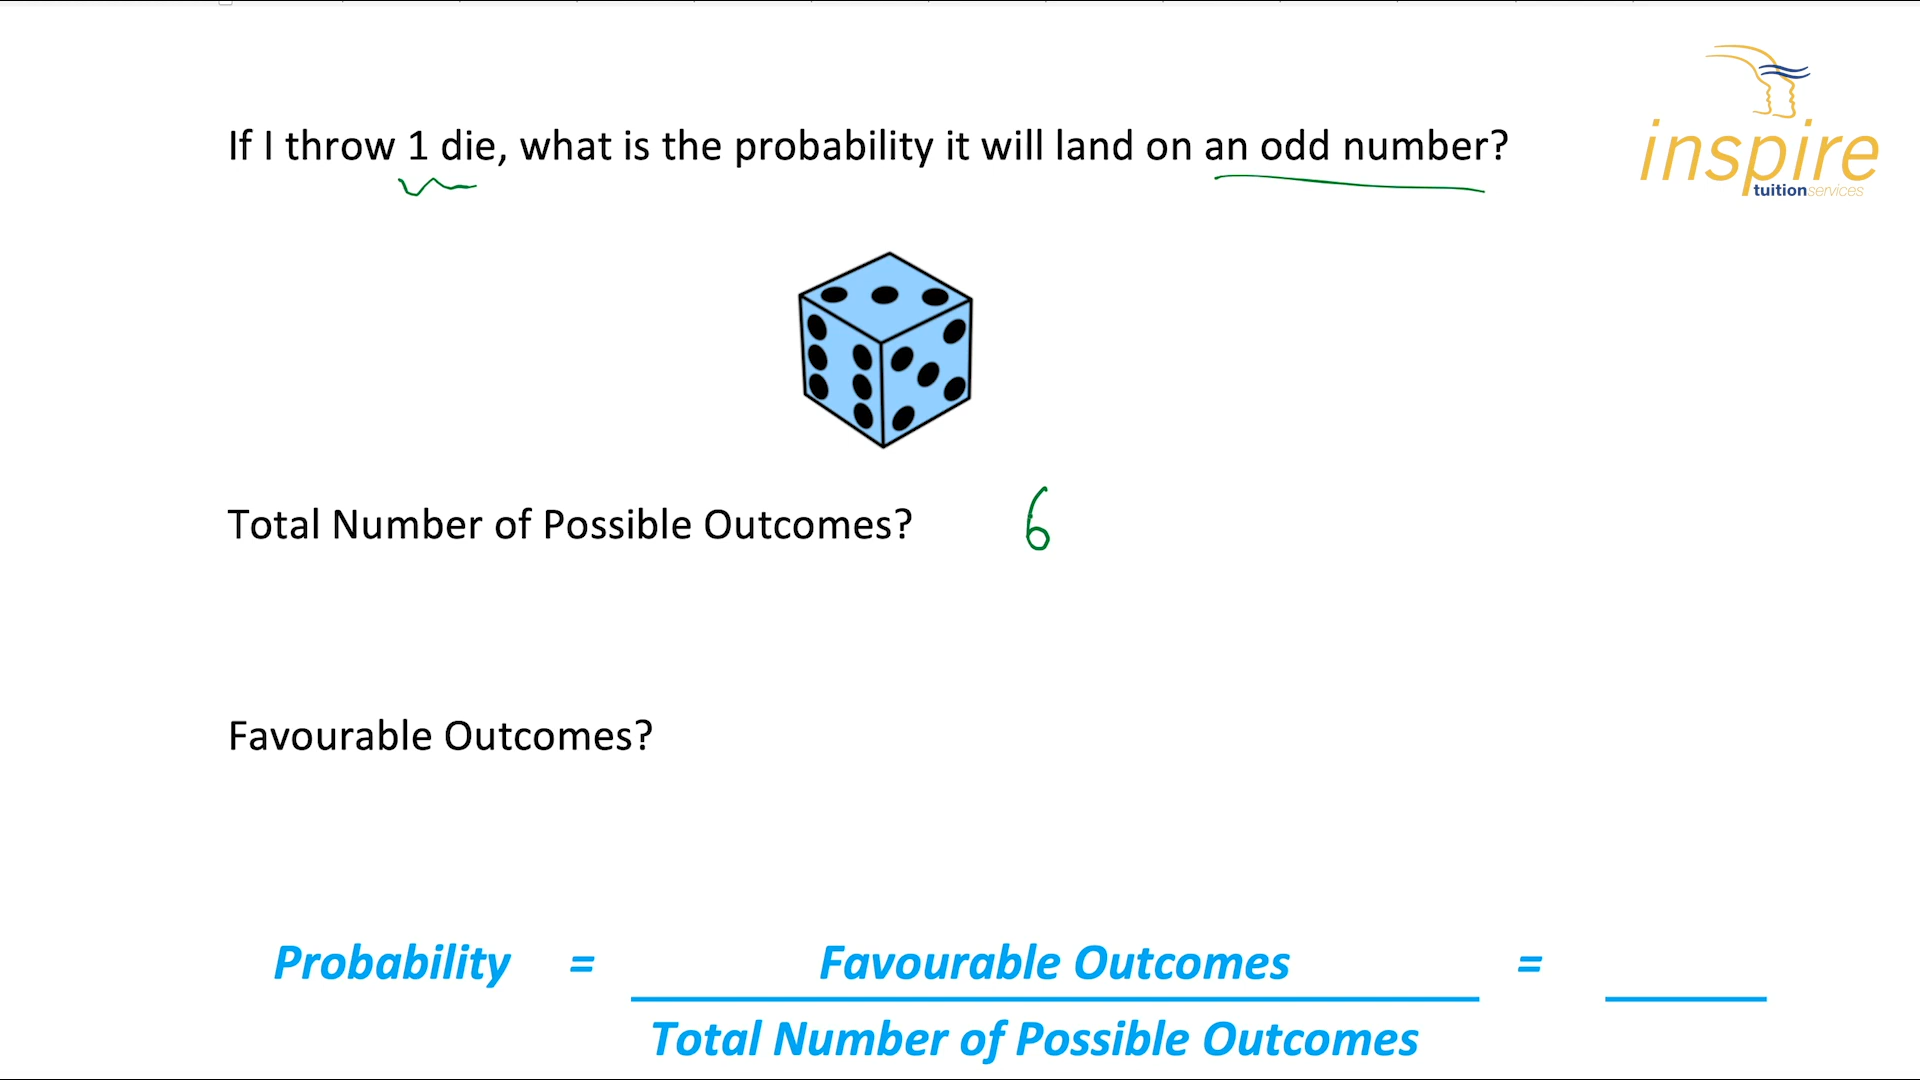 If I throw 1 die, what is the probability it will land on an odd number?
inspire
tuitionservices
Total Number of Possible Outcomes? 6
Favourable Outcomes?
Probability = Favourable Outcomes =
Total Number of Possible Outcomes